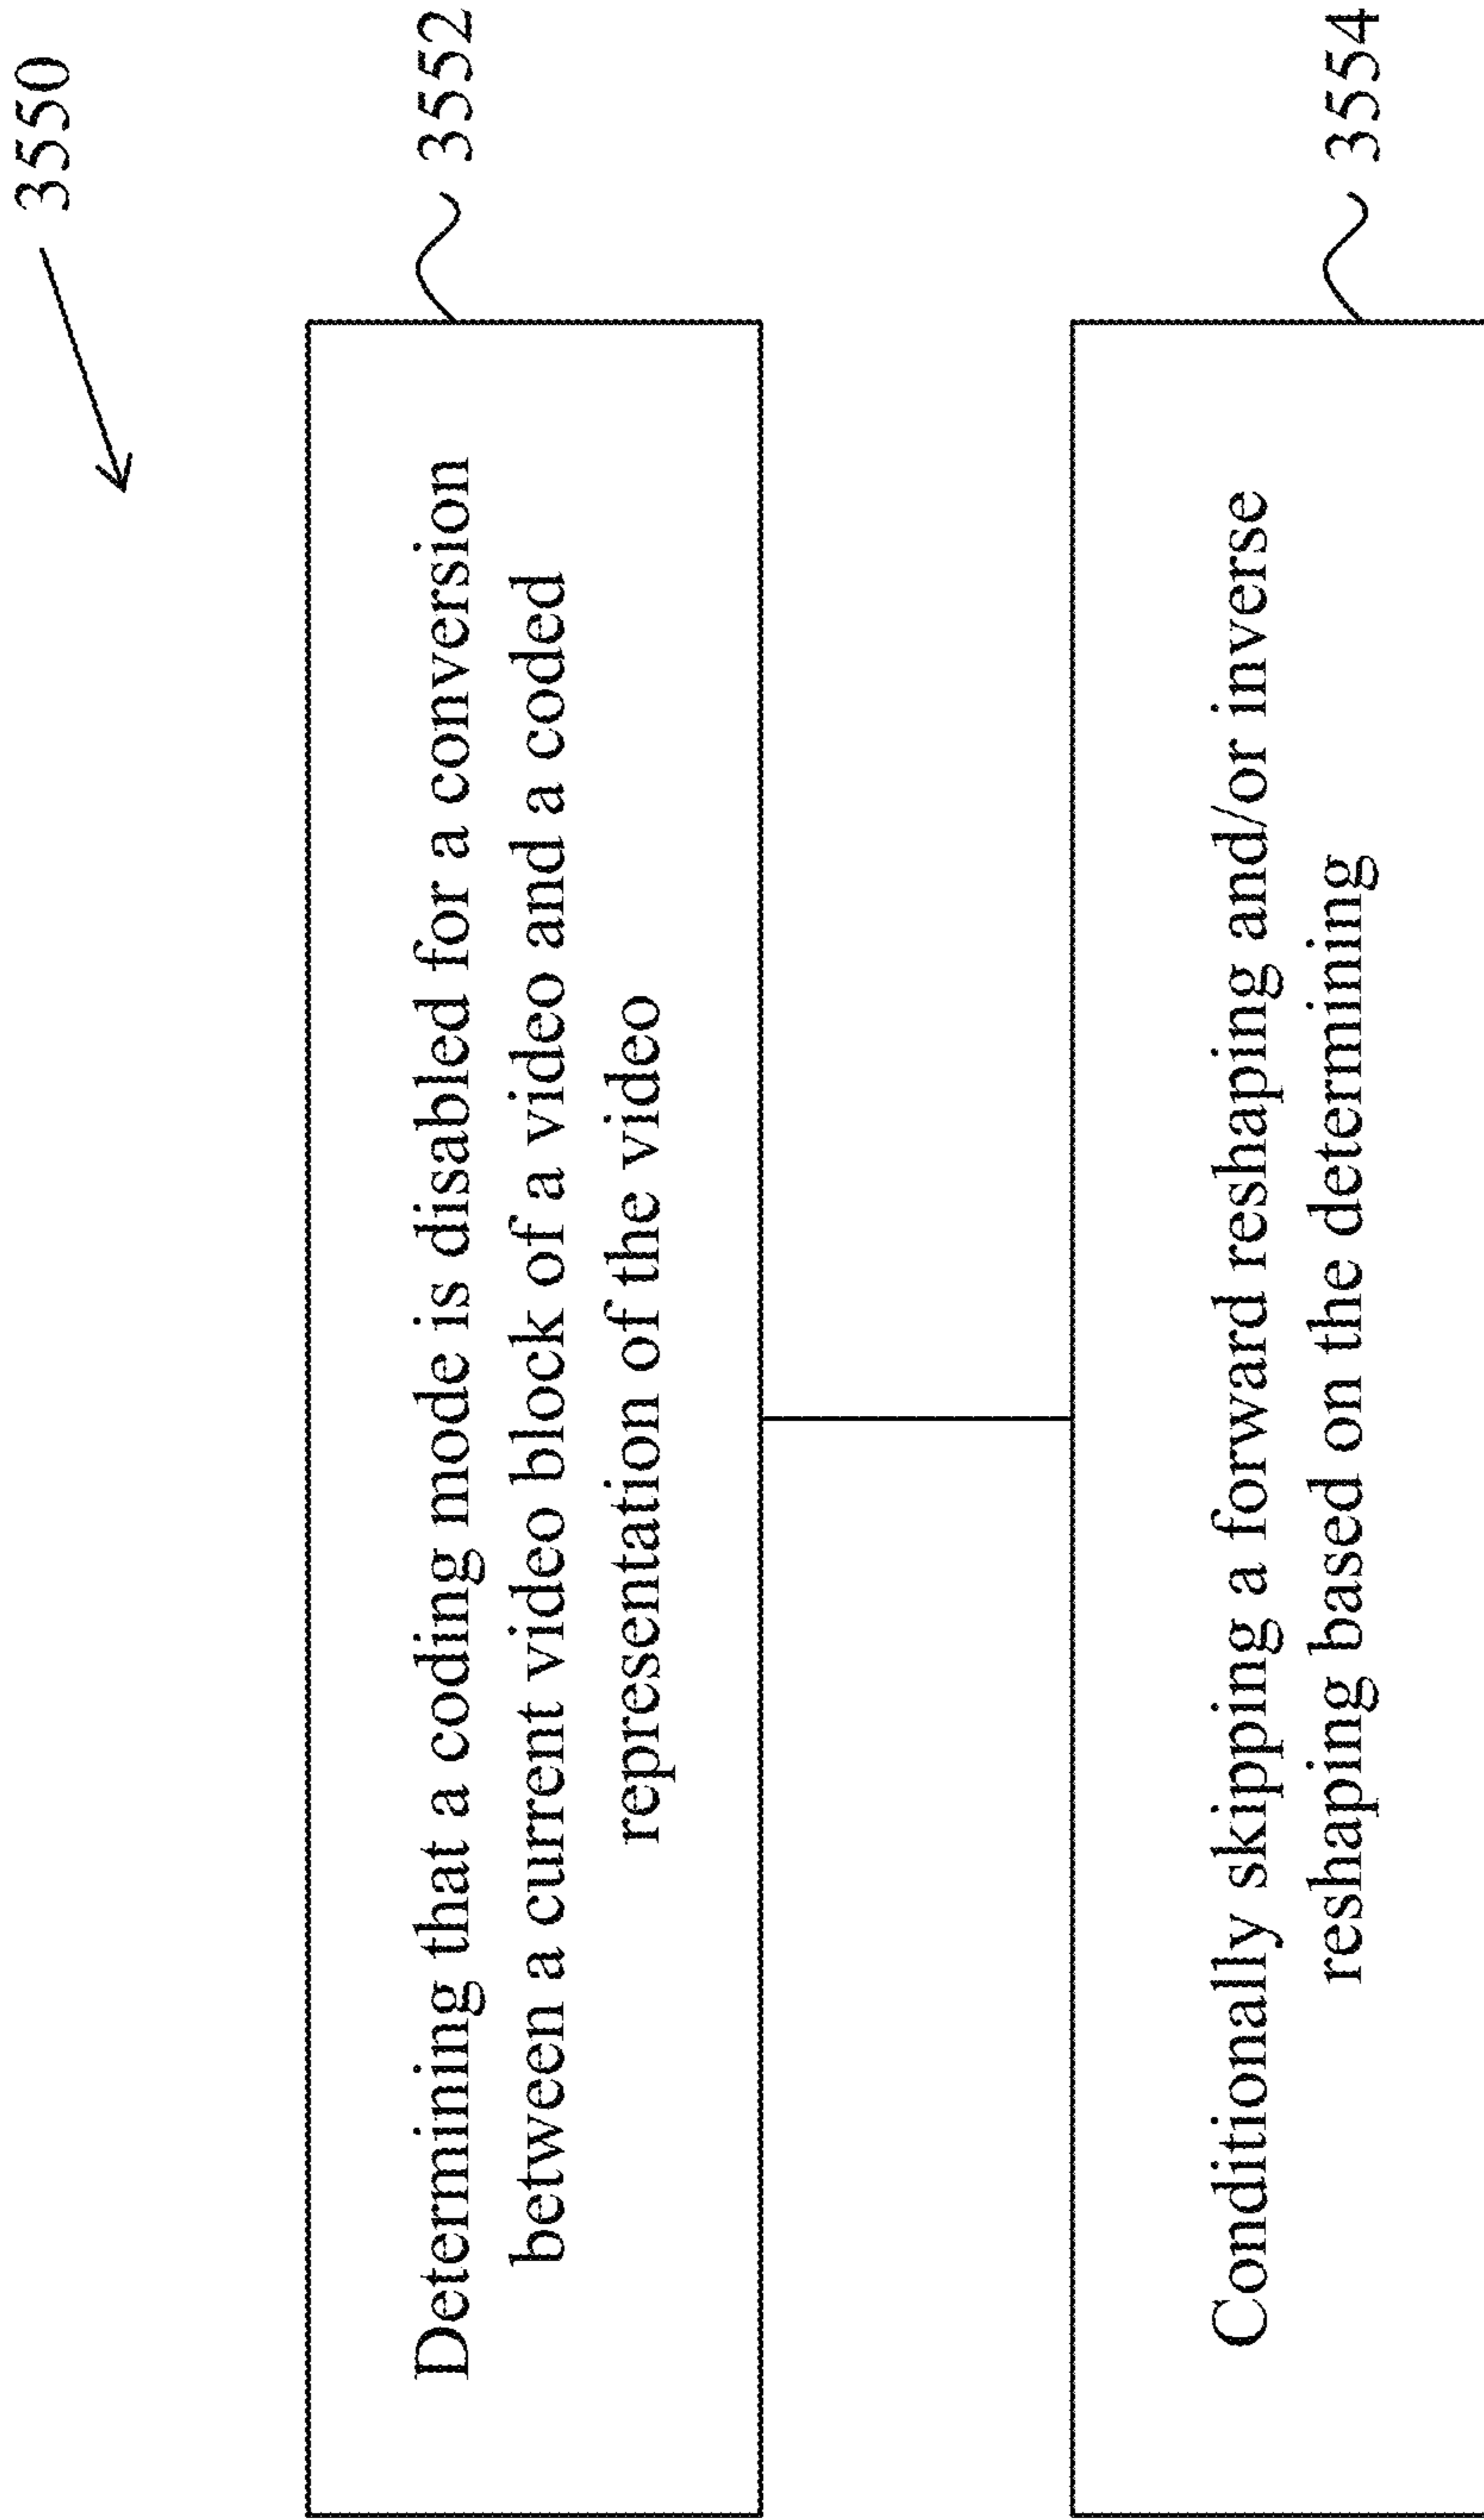 3550
Determining that a coding mode is disabled for a conversion
between a current video block of a video and a coded
representation of the video
3552
Conditionally skipping a forward reshaping and/or inverse
reshaping based on the determining
3554